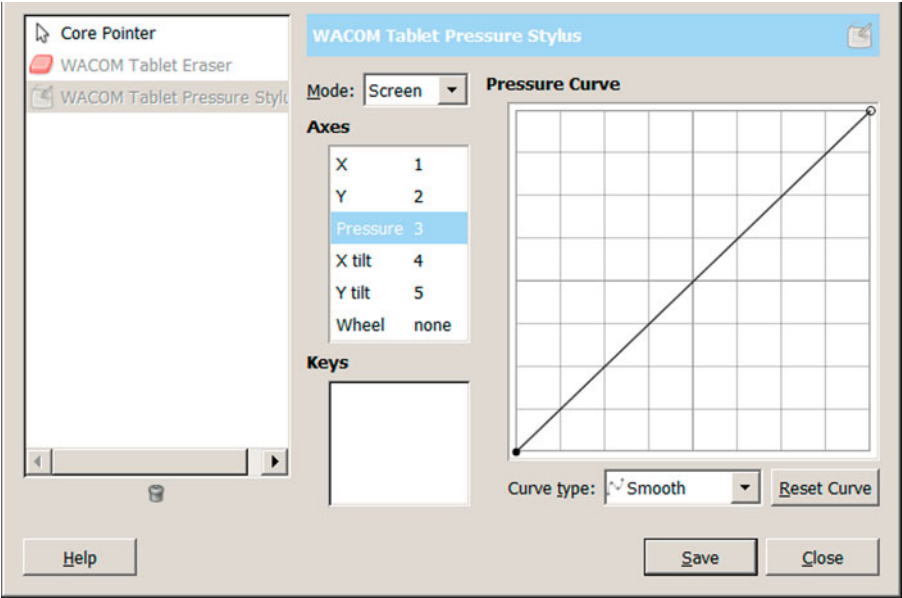 Core Pointer
WACOM Tablet Eraser
WACOM Tablet Pressure Stylu
WACOM Tablet Pressure Stylus
Mode: Screen
Axes
X 1
Y 2
Pressure 3
X tilt 4
Y tilt 5
Wheel none
Keys
Pressure Curve
Curve type: Smooth
Reset Curve
Help
Save
Close